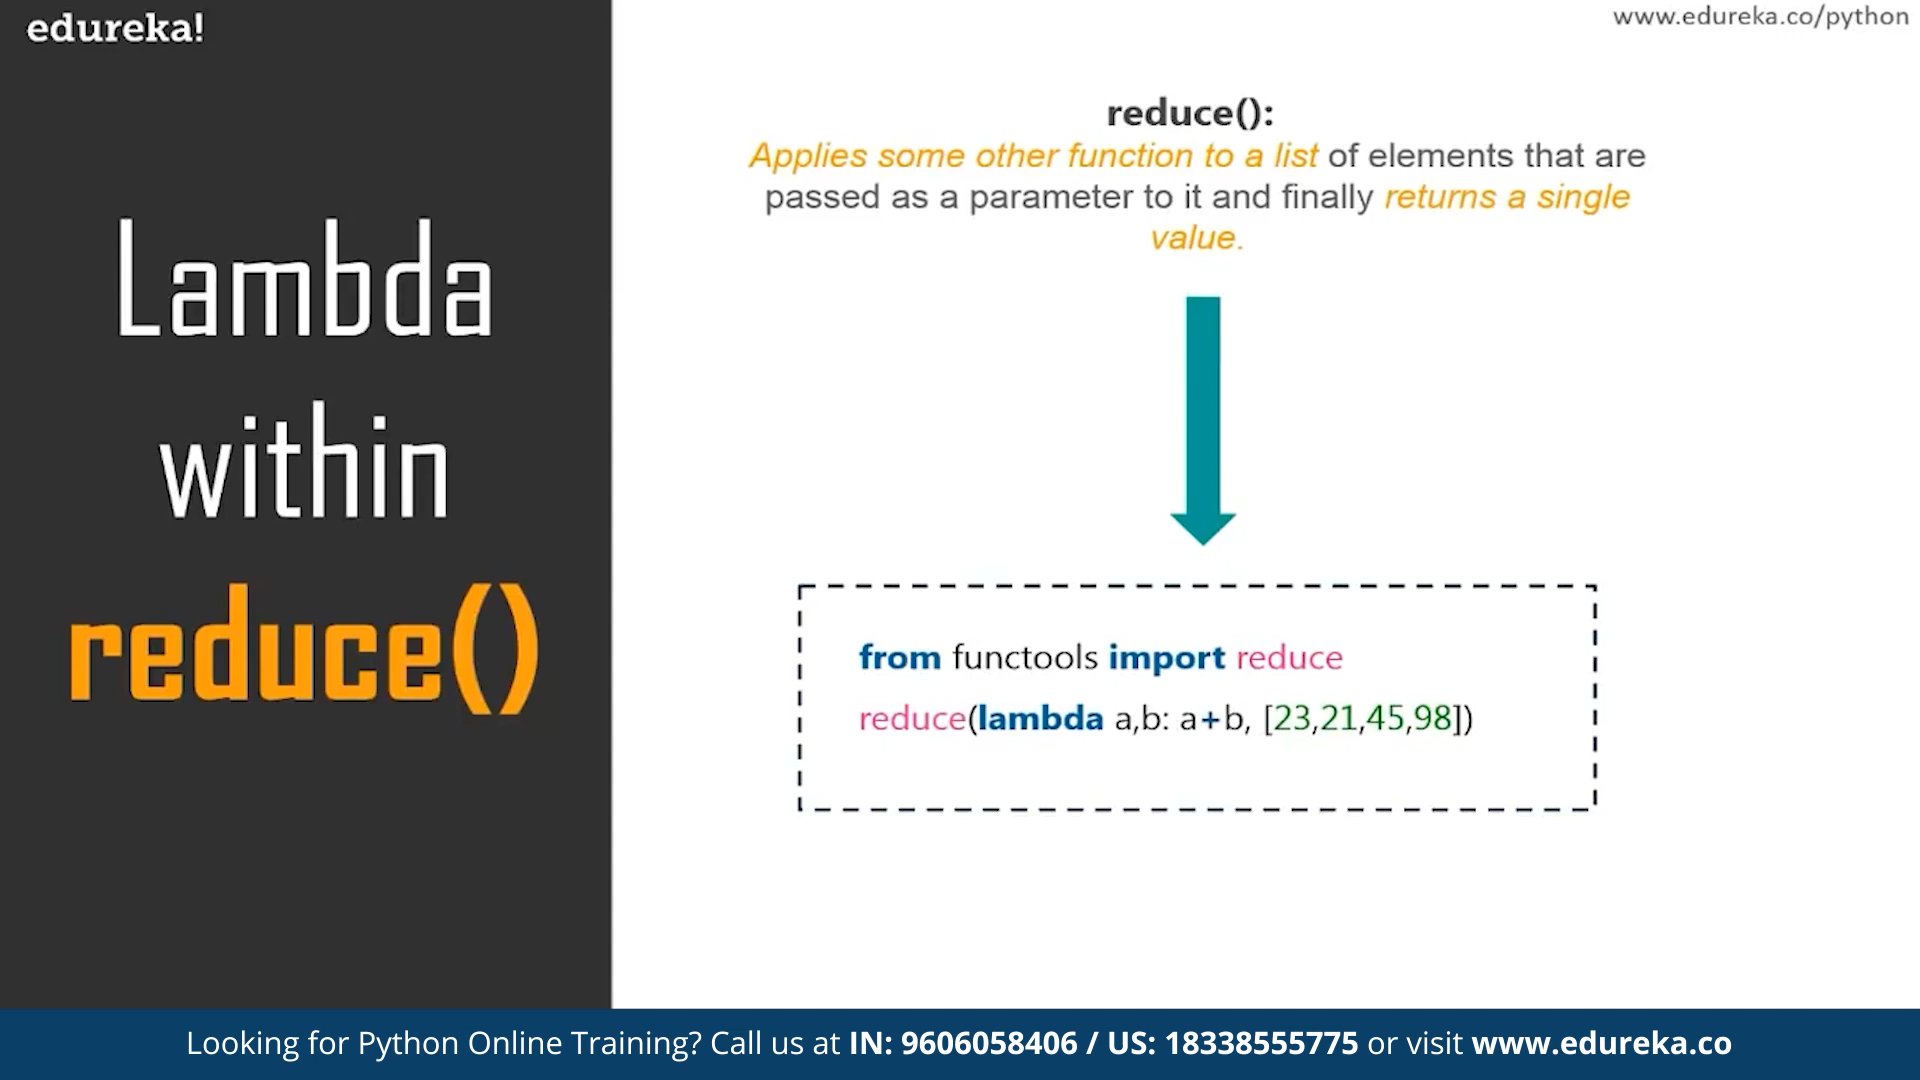 edureka!
www.edureka.co/python
Lambda
within
reduce()
reduce():
Applies some other function to a list of elements that are
passed as a parameter to it and finally returns a single
value.
from functools import reduce
reduce(lambda a,b: a+b, [23,21,45,98])
Looking for Python Online Training? Call us at IN: 9606058406 / US: 18338555775 or visit www.edureka.co